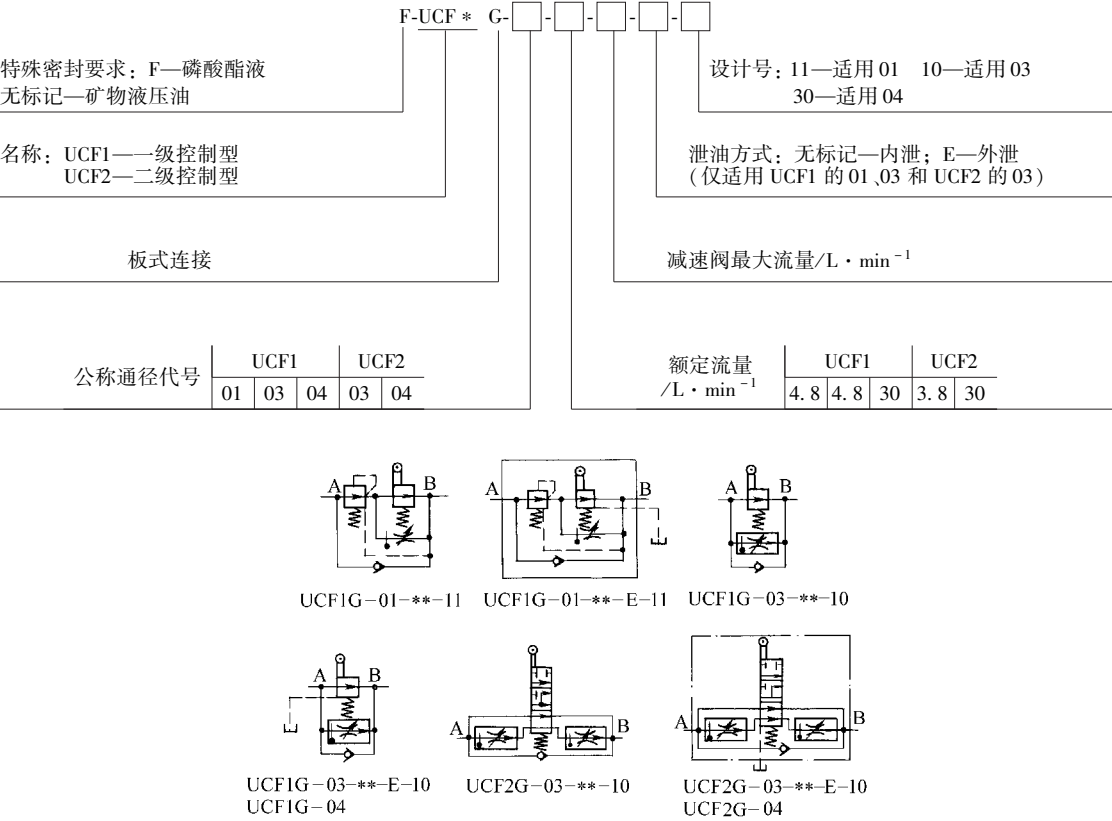 F-UCF* G-□-□-□-□-□
特殊密封要求：F—磷酸酯液
无标记—矿物液压油
设计号：11—适用01 10—适用03
30—适用04
名称：UCF1—一级控制型
UCF2—二级控制型
泄油方式：无标记—内泄；E—外泄
(仅适用 UCF1 的 01、03 和 UCF2 的 03)
板式连接
减速阀最大流量/L·min⁻¹
公称通径代号
UCF1 UCF2
01 03 04 03 04
额定流量
/L·min⁻¹
UCF1 UCF2
4.8 4.8 30 3.8 30
A B
UCF1G-01-**-11
A B
UCF1G-01-**-E-11
A B
UCF1G-03-**-10
A B
UCF1G-03-**-E-10
UCF1G-04
A B
UCF2G-03-**-10
A B
UCF2G-03-**-E-10
UCF2G-04